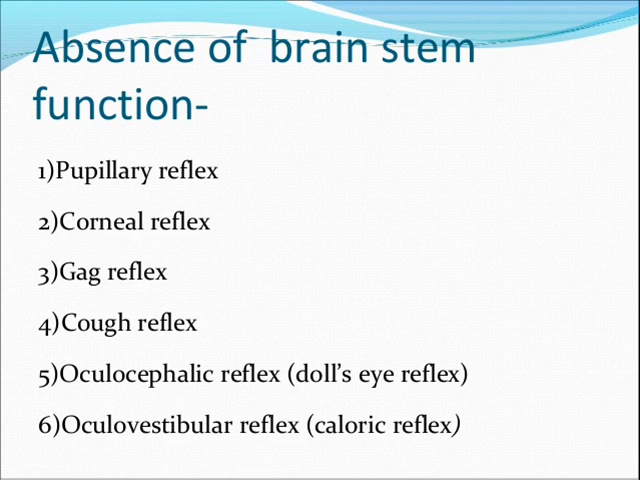 Absence of brain stem
function-
1)Pupillary reflex
2)Corneal reflex
3)Gag reflex
4)Cough reflex
5)Oculocephalic reflex (doll’s eye reflex)
6)Oculovestibular reflex (caloric reflex)